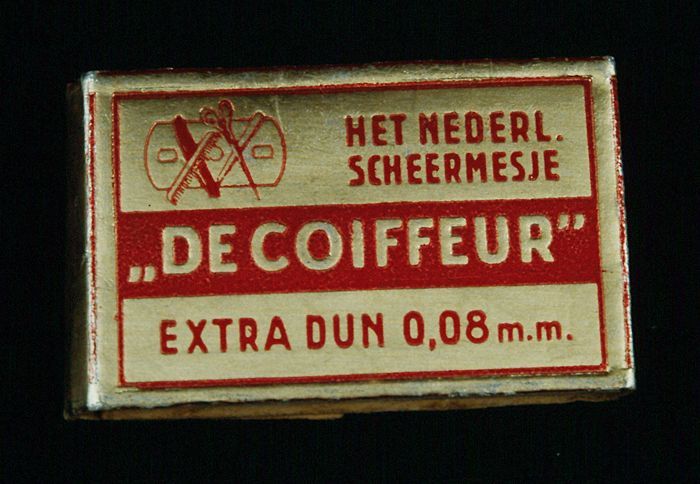 HET NEDERL.
SCHEERMESJE
„DE COIFFEUR”
EXTRA DUN 0,08 m.m.